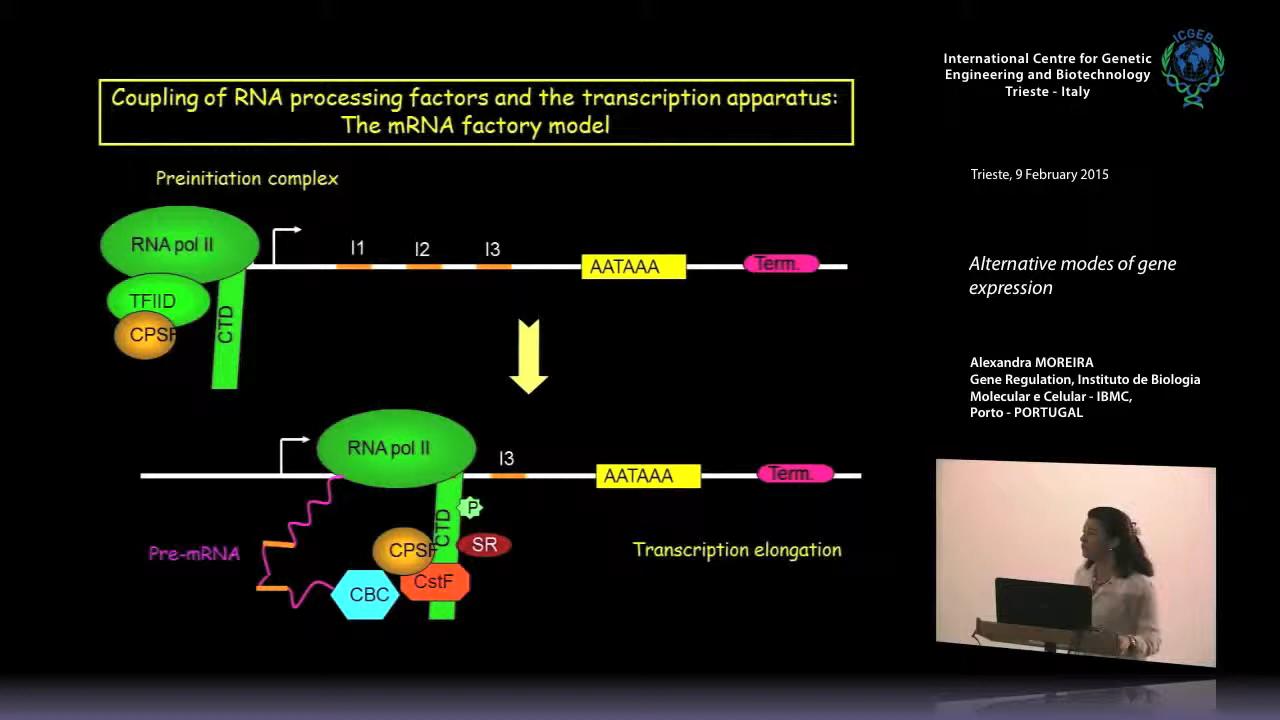 Coupling of RNA processing factors and the transcription apparatus:
The mRNA factory model
Preinitiation complex
RNA pol II
TFIID
CPSF
CTD
I1
I2
I3
AATAAA
Term.
RNA pol II
I3
AATAAA
Term.
CTD
P
SR
CPSF
CstF
CBC
Pre-mRNA
Transcription elongation
International Centre for Genetic
Engineering and Biotechnology
Trieste - Italy
ICGEB
Trieste, 9 February 2015
Alternative modes of gene
expression
Alexandra MOREIRA
Gene Regulation, Instituto de Biologia
Molecular e Celular - IBMC,
Porto - PORTUGAL